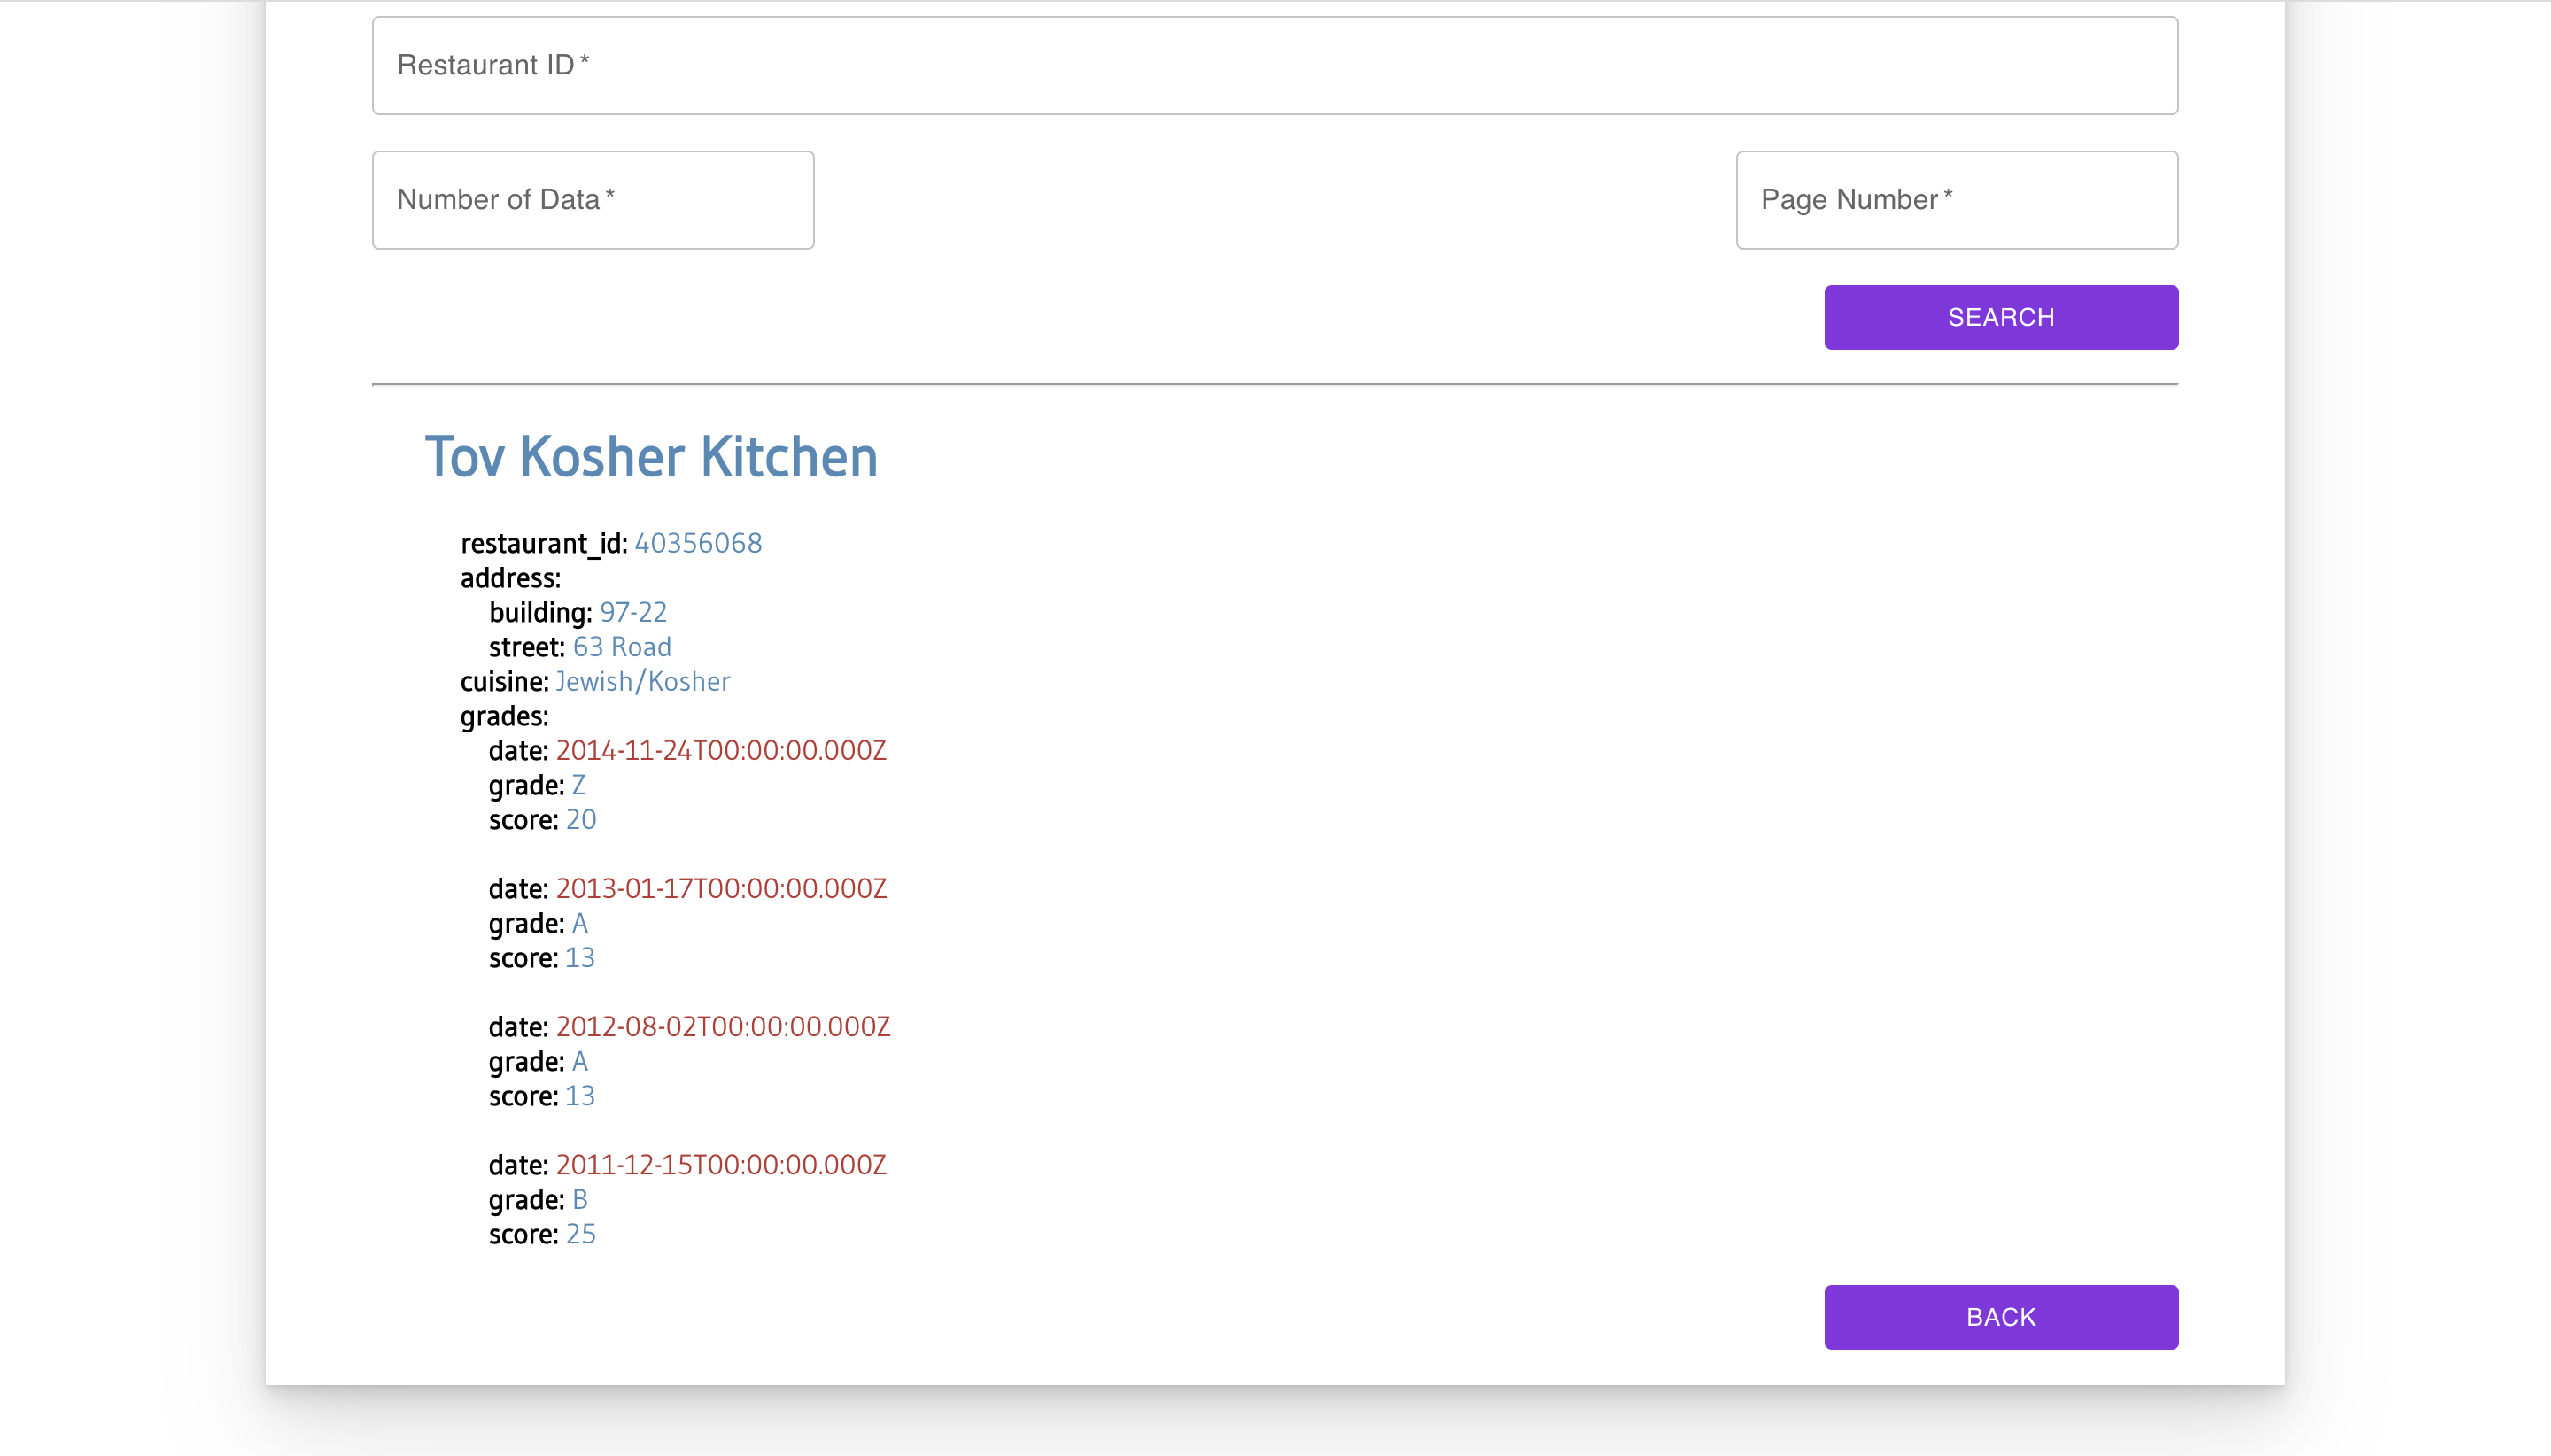 Restaurant ID *
Number of Data *
Page Number *
SEARCH
Tov Kosher Kitchen
restaurant_id: 40356068
address:
building: 97-22
street: 63 Road
cuisine: Jewish/Kosher
grades:
date: 2014-11-24T00:00:00.000Z
grade: Z
score: 20
date: 2013-01-17T00:00:00.000Z
grade: A
score: 13
date: 2012-08-02T00:00:00.000Z
grade: A
score: 13
date: 2011-12-15T00:00:00.000Z
grade: B
score: 25
BACK